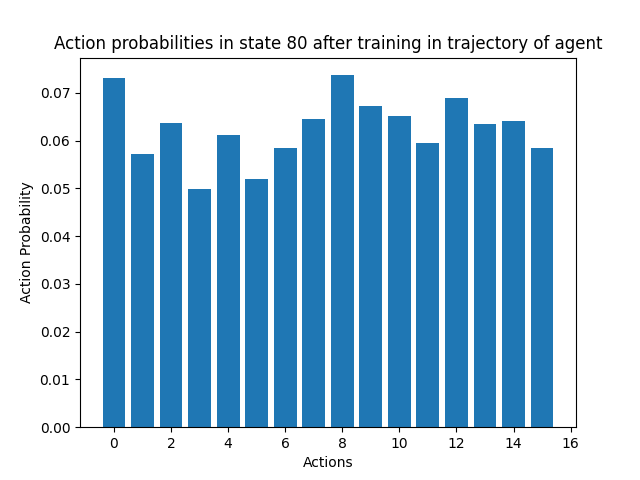 Action probabilities in state 80 after training in trajectory of agent
0.07
0.06
0.05
0.04
0.03
0.02
0.01
0.00
Action Probability
0 2 4 6 8 10 12 14 16
Actions